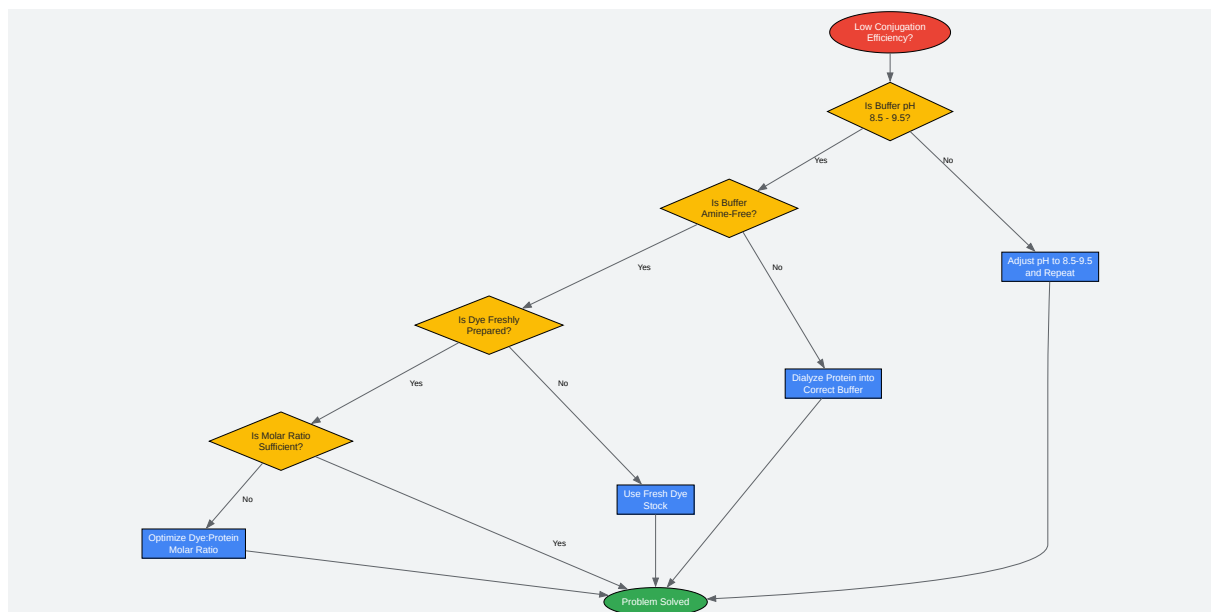 Low Conjugation
Efficiency?
Is Buffer pH
8.5 - 9.5?
Yes
No
Is Buffer
Amine-Free?
Yes
No
Adjust pH to 8.5-9.5
and Repeat
Is Dye Freshly
Prepared?
Yes
No
Dialyze Protein into
Correct Buffer
Is Molar Ratio
Sufficient?
No
Yes
Use Fresh Dye
Stock
Optimize Dye:Protein
Molar Ratio
Problem Solved